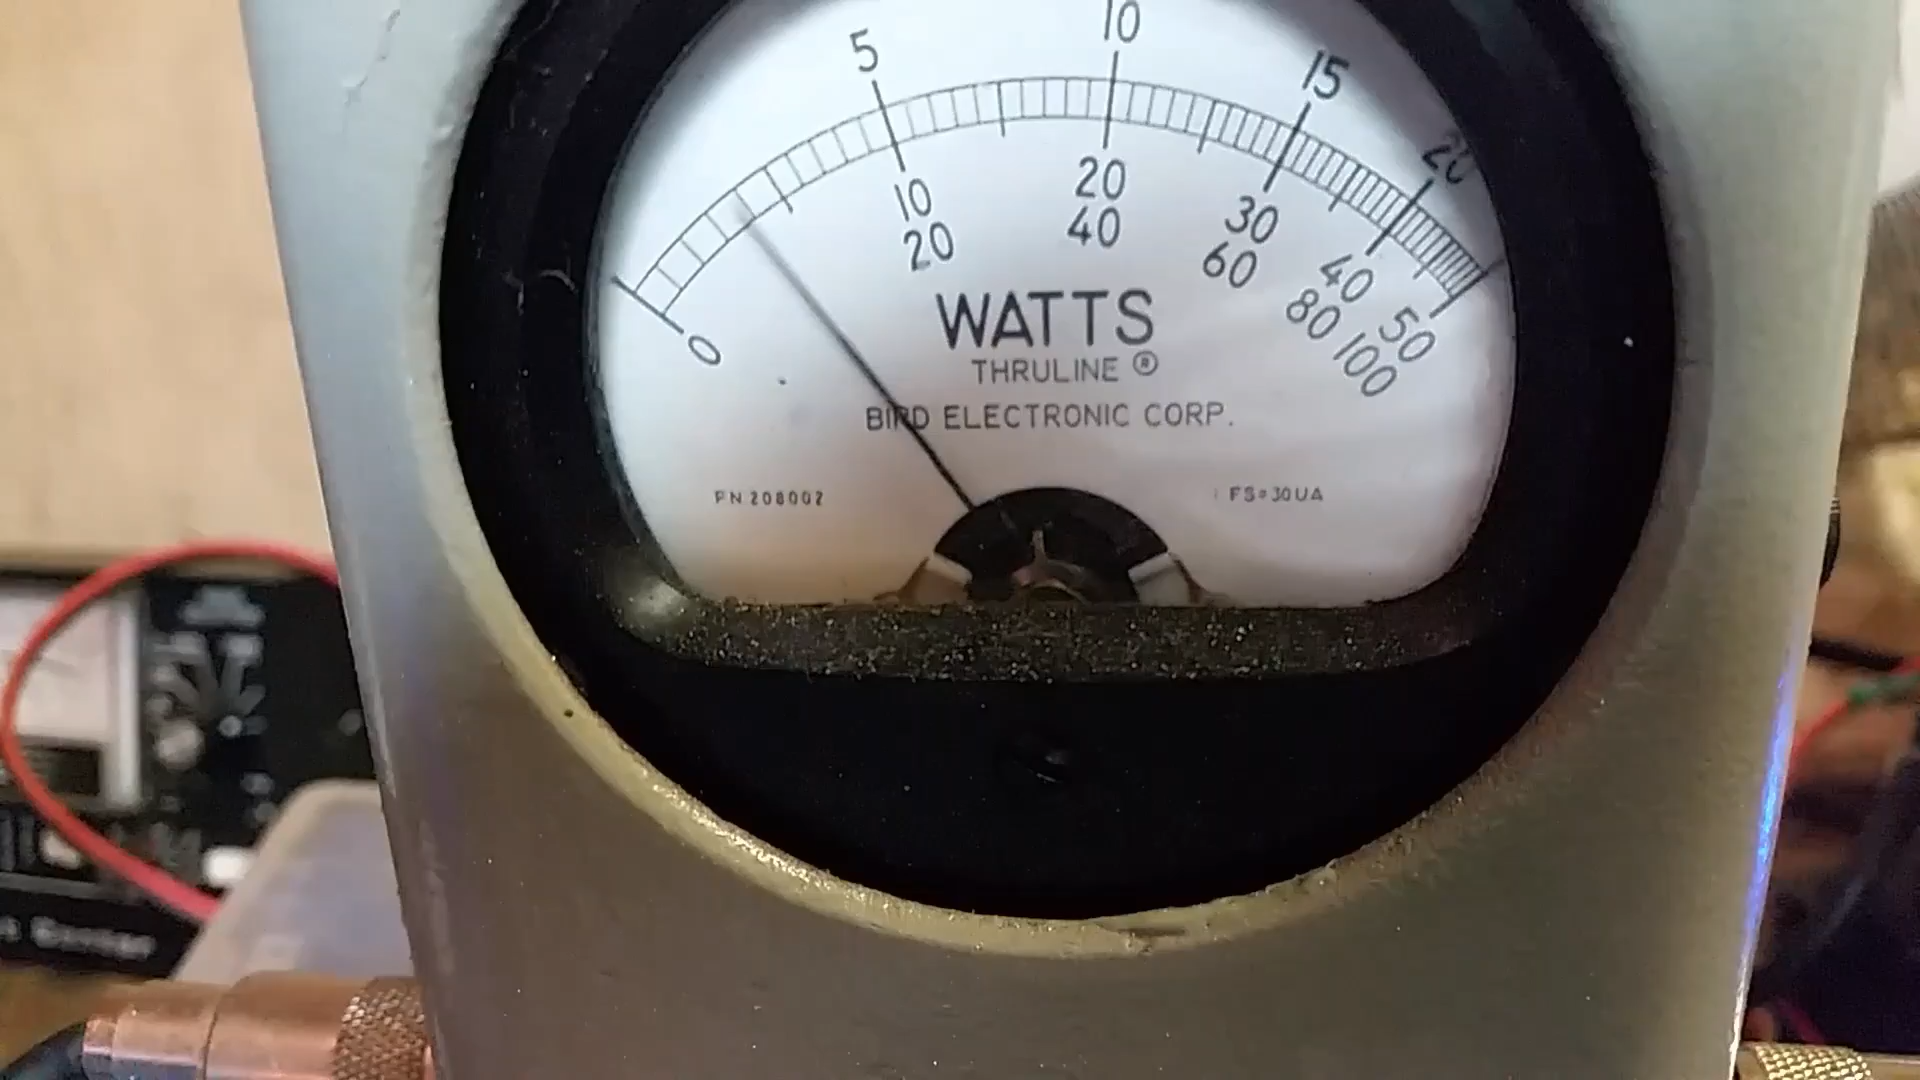 5 10 15 20
0 10 20 30 40 50
20 40 60 80 100
WATTS
THRULINE ®
BIRD ELECTRONIC CORP.
PN 208002 FS=30UA